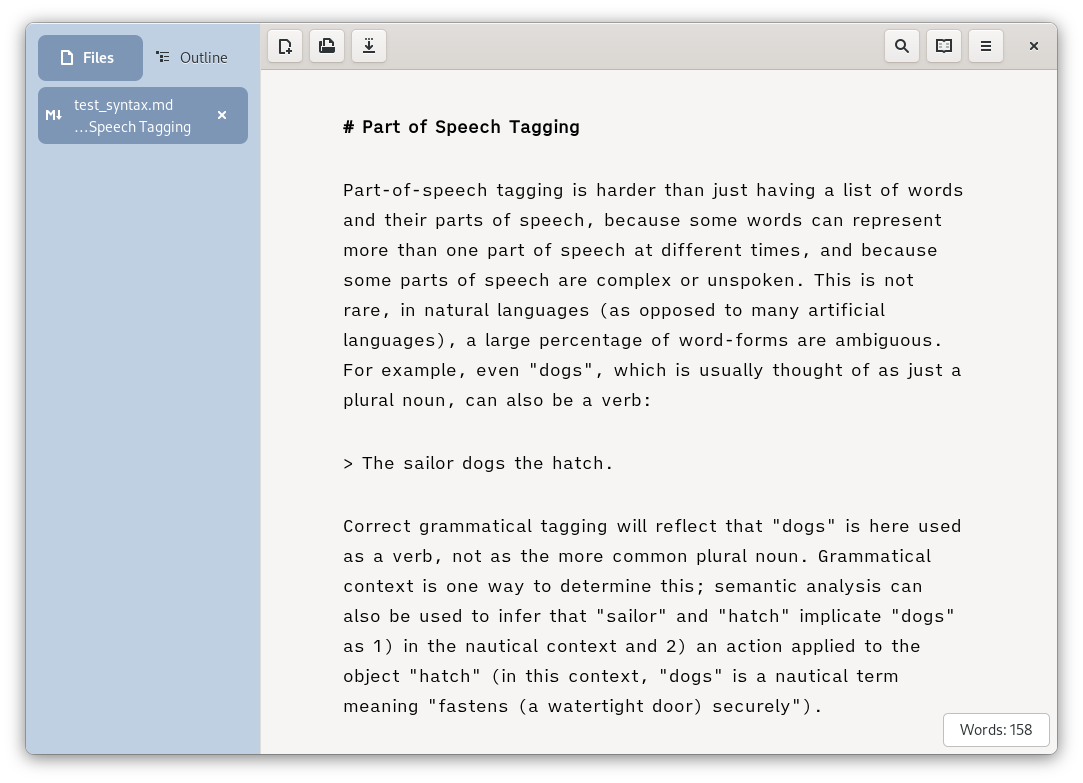 Files
Outline
test_syntax.md
...Speech Tagging
# Part of Speech Tagging
Part-of-speech tagging is harder than just having a list of words
and their parts of speech, because some words can represent
more than one part of speech at different times, and because
some parts of speech are complex or unspoken. This is not
rare, in natural languages (as opposed to many artificial
languages), a large percentage of word-forms are ambiguous.
For example, even "dogs", which is usually thought of as just a
plural noun, can also be a verb:
> The sailor dogs the hatch.
Correct grammatical tagging will reflect that "dogs" is here used
as a verb, not as the more common plural noun. Grammatical
context is one way to determine this; semantic analysis can
also be used to infer that "sailor" and "hatch" implicate "dogs"
as 1) in the nautical context and 2) an action applied to the
object "hatch" (in this context, "dogs" is a nautical term
meaning "fastens (a watertight door) securely").
Words: 158